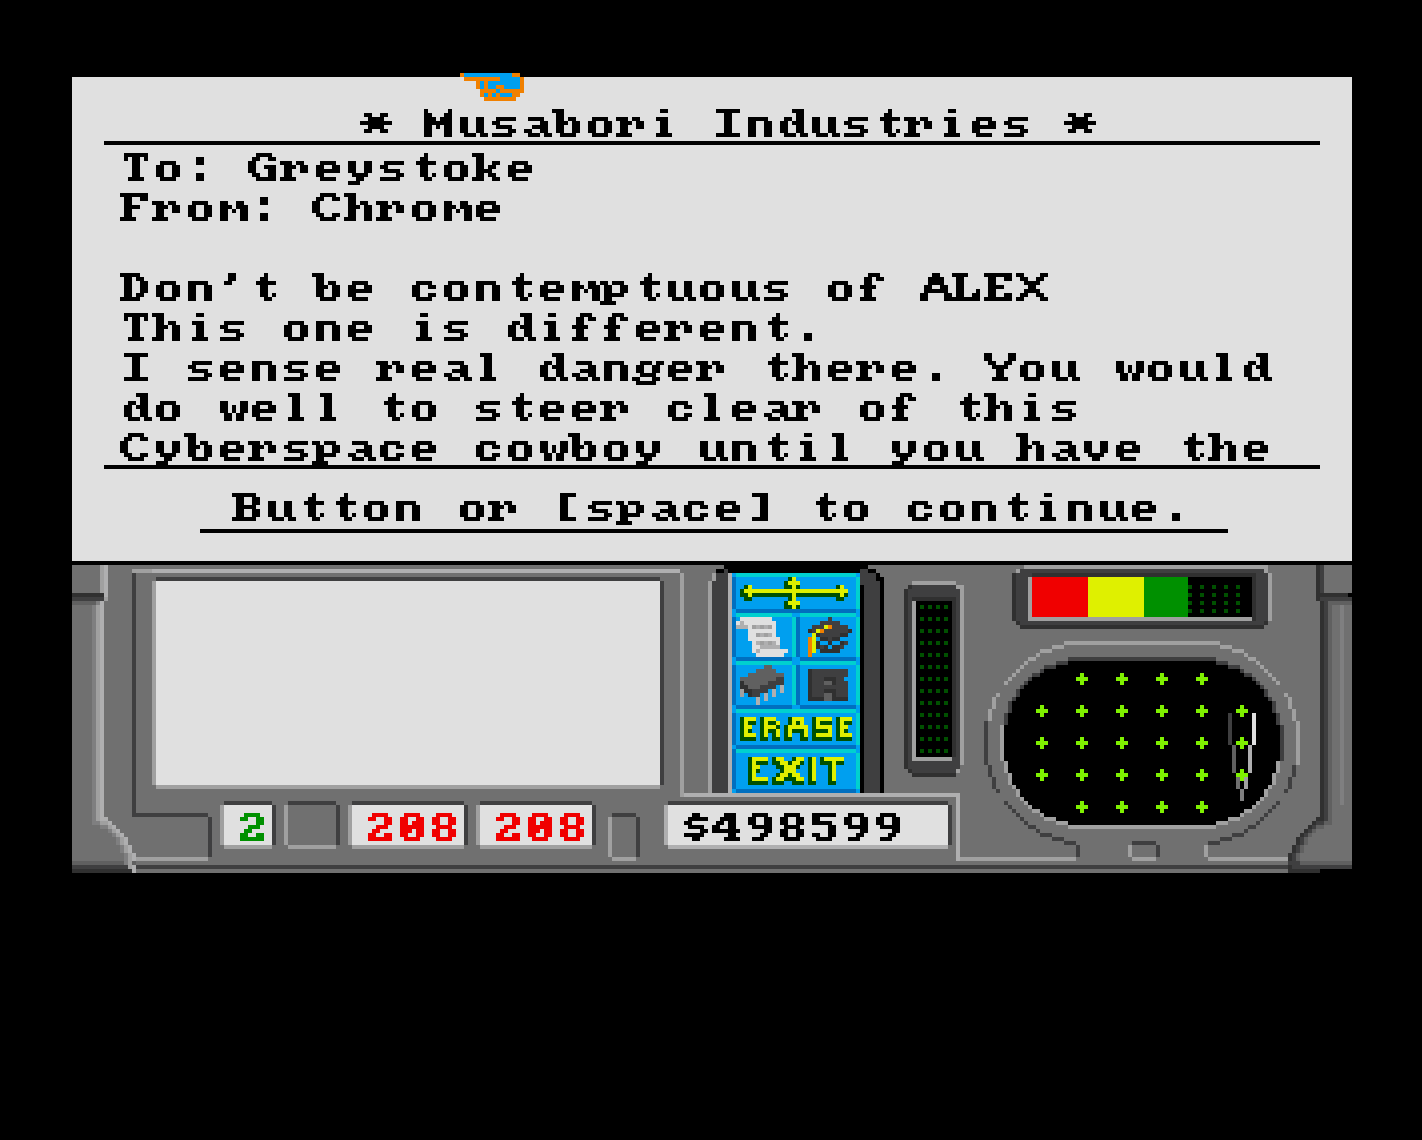 * Musabori Industries *
To: Greystoke
From: Chrome
Don't be contemptuous of ALEX
This one is different.
I sense real danger there. You would
do well to steer clear of this
Cyberspace cowboy until you have the
Button or [space] to continue.
R
ERASE
EXIT
2 208 208 $498599